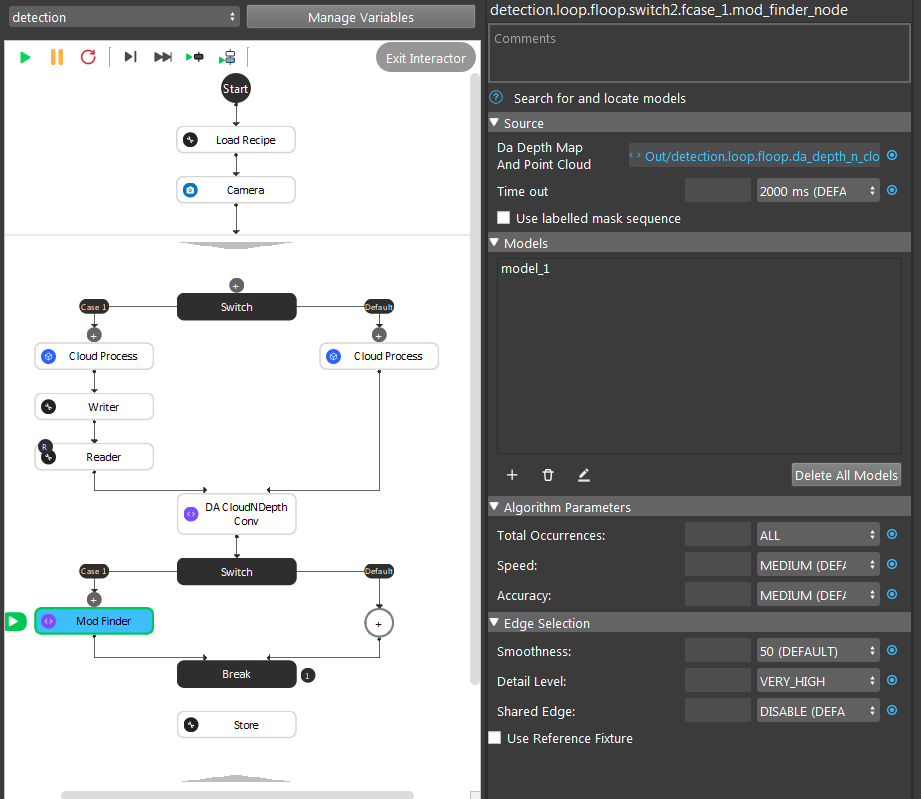 detection
Manage Variables
Exit Interactor
Start
Load Recipe
Camera
+
Switch
Case 1
Default
+
+
Cloud Process
Cloud Process
Writer
R
Reader
DA CloudNDepth
Conv
Switch
Case 1
Default
+
Mod Finder
+
Break
1
Store
detection.loop.floop.switch2.fcase_1.mod_finder_node
Comments
? Search for and locate models
Source
Da Depth Map
And Point Cloud
Out/detection.loop.floop.da_depth_n_clo
Time out
2000 ms (DEFA
Use labelled mask sequence
Models
model_1
+
Delete All Models
Algorithm Parameters
Total Occurrences:
ALL
Speed:
MEDIUM (DEFA
Accuracy:
MEDIUM (DEFA
Edge Selection
Smoothness:
50 (DEFAULT)
Detail Level:
VERY_HIGH
Shared Edge:
DISABLE (DEFA
Use Reference Fixture